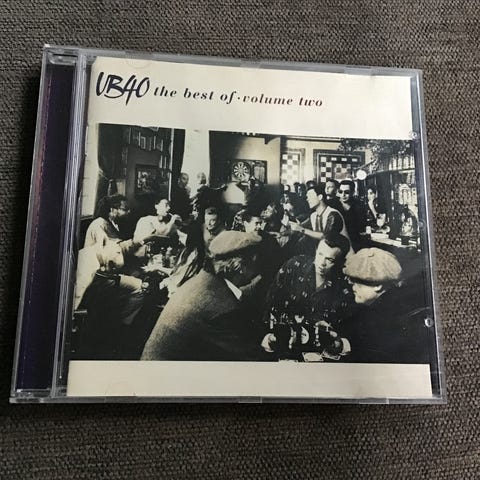 UB40 the best of · volume two